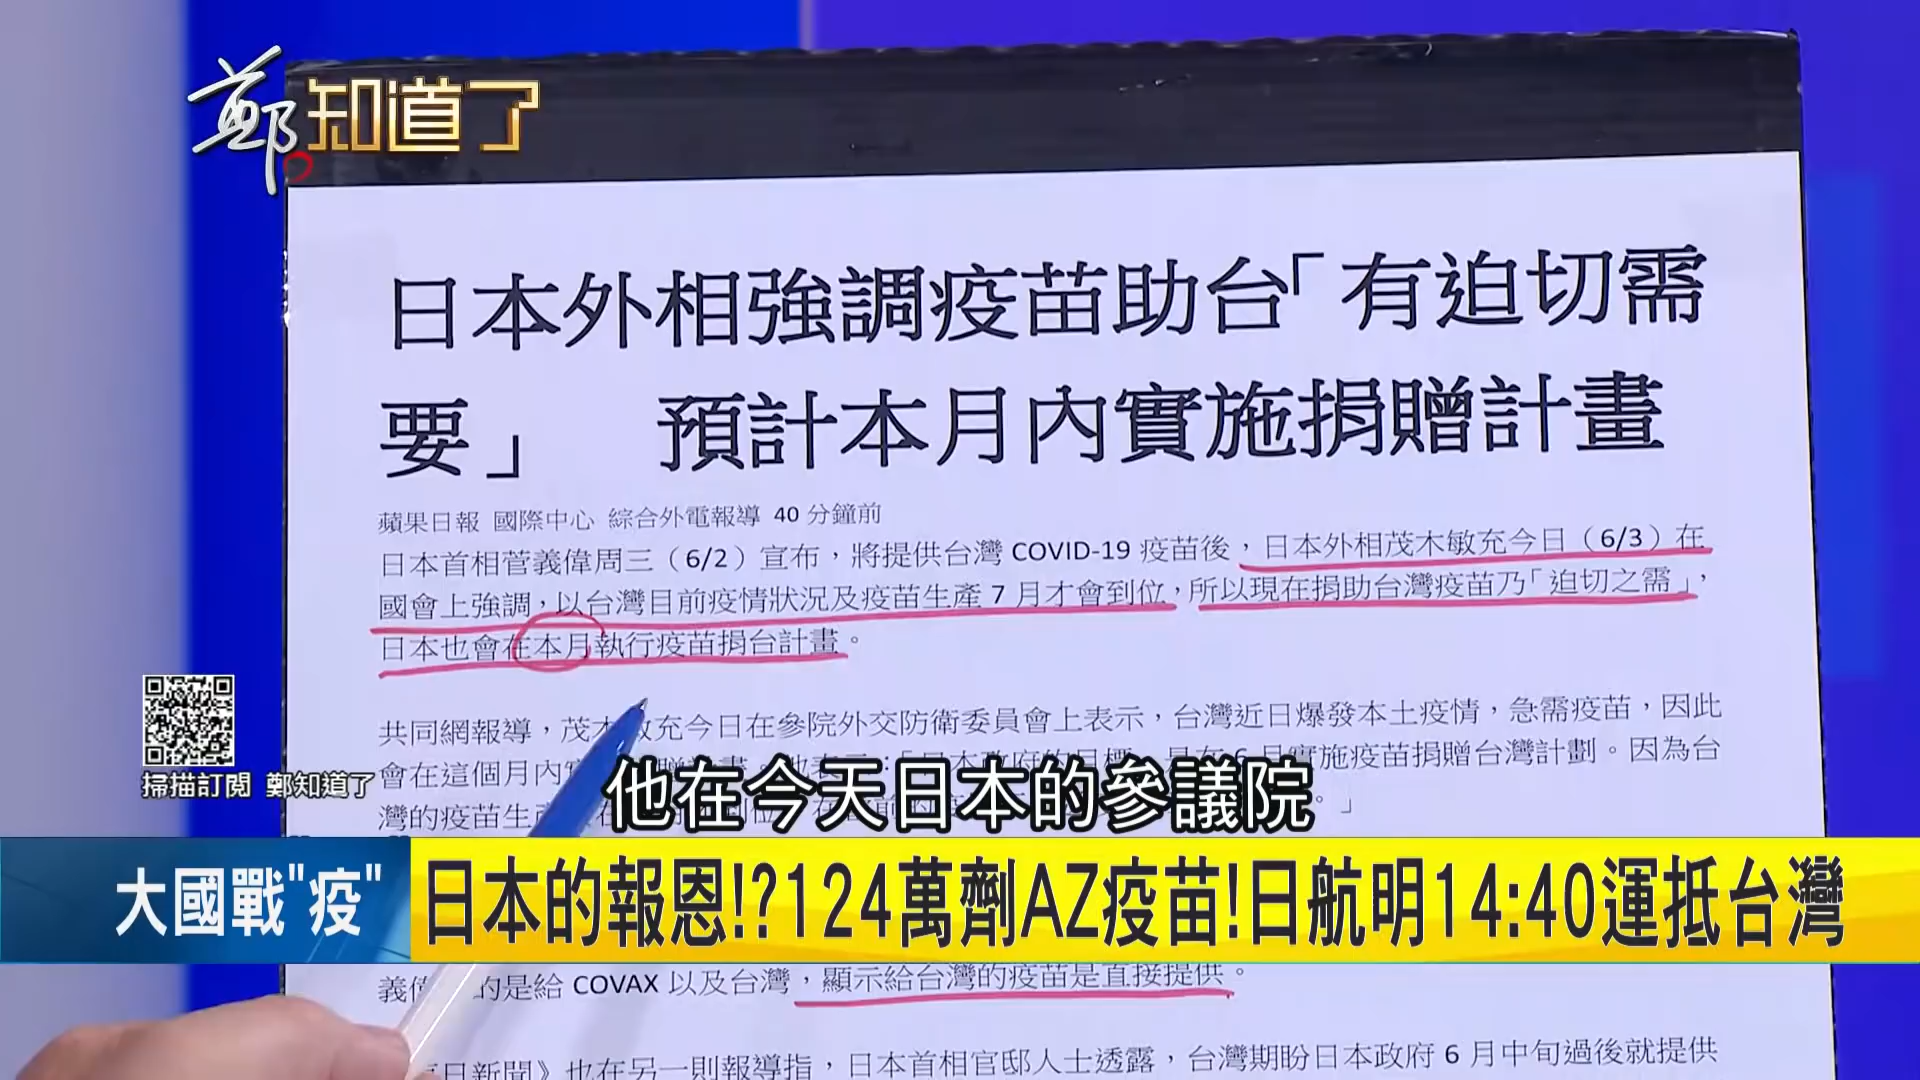 鄭知道了
日本外相強調疫苗助台「有迫切需
要」 預計本月內實施捐贈計畫
蘋果日報 國際中心 綜合外電報導 40 分鐘前
日本首相菅義偉周三（6/2）宣布，將提供台灣 COVID-19 疫苗後，日本外相茂木敏充今日（6/3）在
國會上強調，以台灣目前疫情狀況及疫苗生產 7 月才會到位，所以現在捐助台灣疫苗乃「迫切之需」，
日本也會在本月執行疫苗捐台計畫。
共同網報導，茂木敏充今日在參院外交防衛委員會上表示，台灣近日爆發本土疫情，急需疫苗，因此
會在這個月內 6 月實施疫苗捐贈台灣計劃。因為台
灣的疫苗生產 」
他在今天日本的參議院
掃描訂閱 鄭知道了
大國戰"疫"
日本的報恩!?124萬劑AZ疫苗!日航明14:40運抵台灣
義偉 的是給 COVAX 以及台灣，顯示給台灣的疫苗是直接提供。
日新聞》也在另一則報導指，日本首相官邸人士透露，台灣期盼日本政府 6 月中旬過後就提供